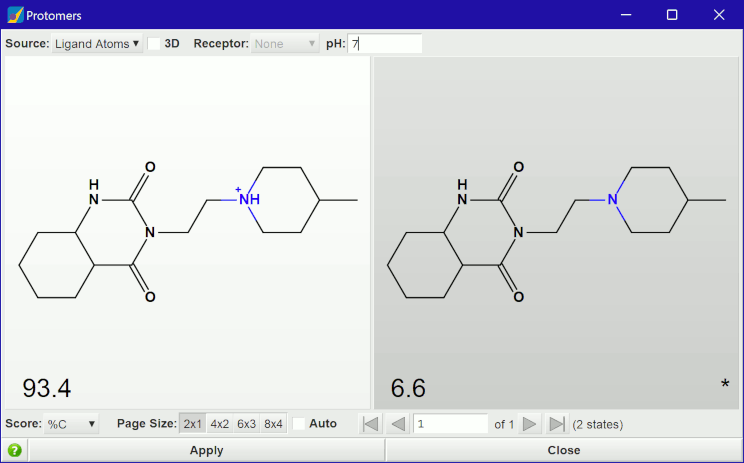 Protomers
Source: Ligand Atoms 3D Receptor: None pH: 7
O O
H H
N N
+
NH N
N N
O O
93.4 6.6 *
Score: %C Page Size: 2x1 4x2 6x3 8x4 Auto 1 of 1 (2 states)
? Apply Close